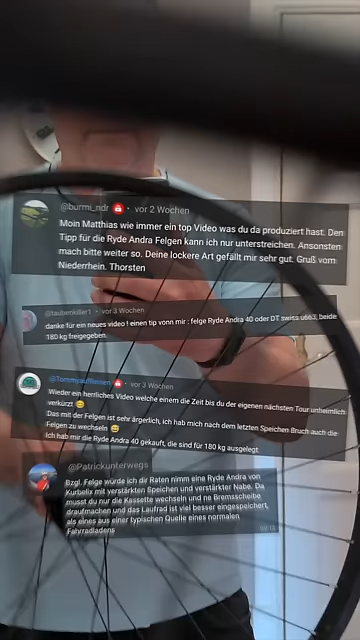 @burmi_ndr · vor 2 Wochen
Moin Matthias wie immer ein top Video was du da produziert hast. Den
Tipp für die Ryde Andra Felgen kann ich nur unterstreichen. Ansonsten
mach bitte weiter so. Deine lockere Art gefällt mir sehr gut. Gruß vom
Niederrhein. Thorsten
@taubenkiller1 · vor 3 Wochen
danke für ein neues video ! einen tip vonn mir : felge Ryde Andra 40 oder DT swiss u663, beide
180 kg freigegeben.
· vor 3 Wochen
Wieder ein herrliches Video welche einem die Zeit bis du der eigenen nächsten Tour unheimlich
verkürzt 😊
Das mit der Felgen ist sehr ärgerlich, ich hab mich nach dem letzten Speichen Bruch auch die
Felgen zu wechseln 😅
Ich hab mir die Ryde Andra 40 gekauft, die sind für 180 kg ausgelegt.
@Patrickunterwegs
Bzgl. Felge würde ich dir Raten nimm eine Ryde Andra von
Kurbelix mit verstärkten Speichen und verstärkter Nabe. Da
musst du nur die Kassette wechseln und ne Bremsscheibe
draufmachen und das Laufrad ist viel besser eingespeichert,
als eines aus einer typischen Quelle eines normalen
Fahrradladens